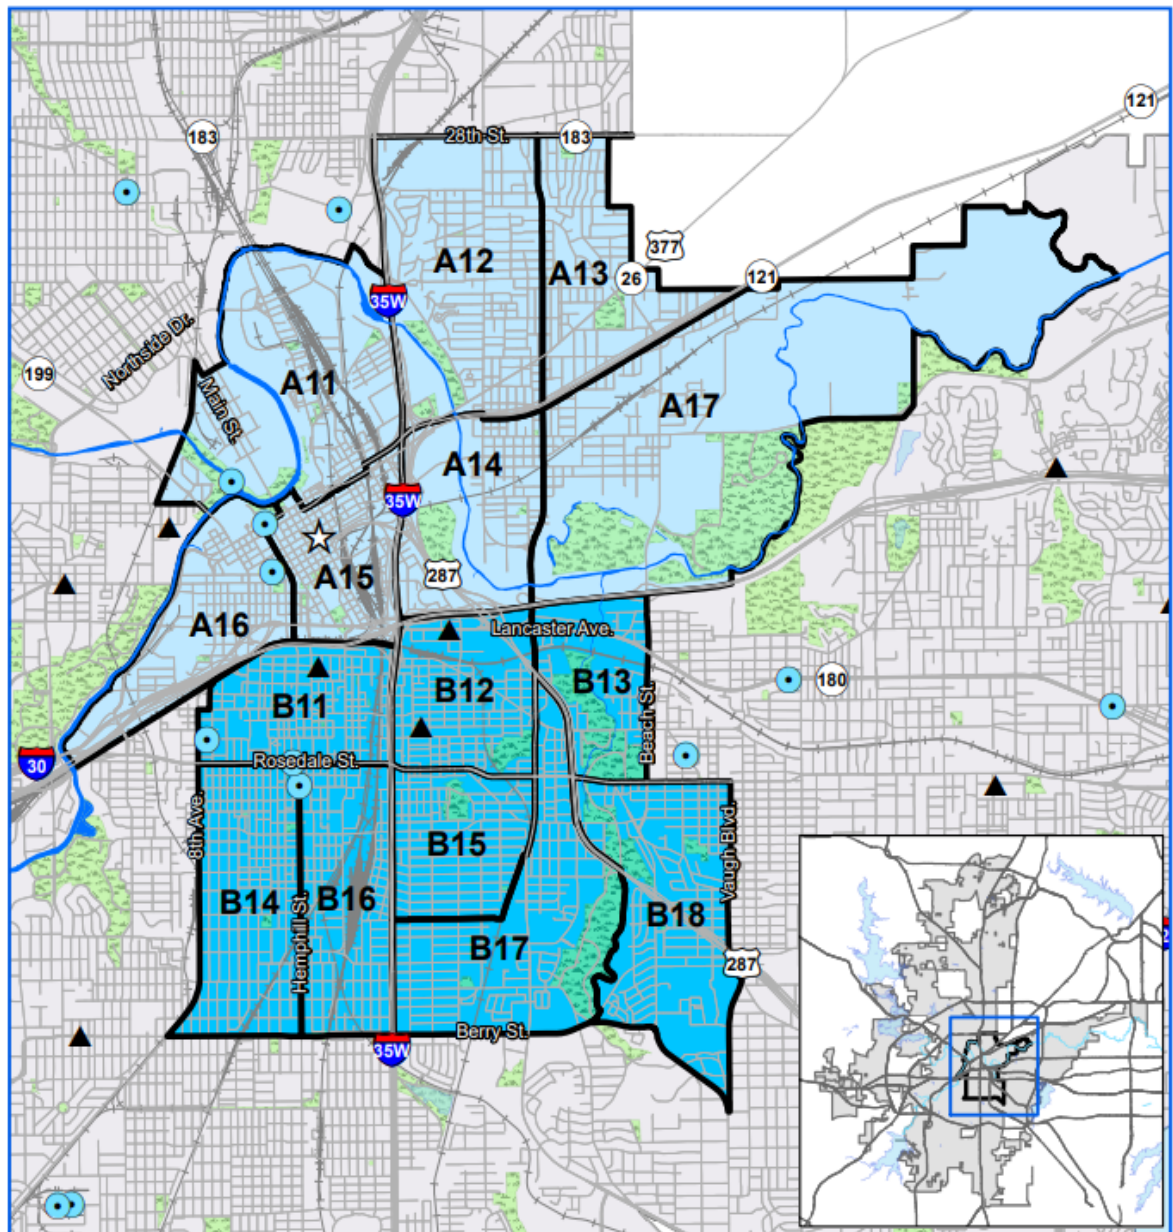 121
183
28th St.
183
377
A12
A13
26
121
35W
Northside Dr.
199
A11
Main St.
A17
A14
35W
A15
287
A16
Lancaster Ave.
B13
180
B12
B11
Beach St.
30
Rosedale St.
8th Ave.
Vaugh Blvd.
B15
B14
B16
B18
Hemphill St.
B17
287
Berry St.
35W